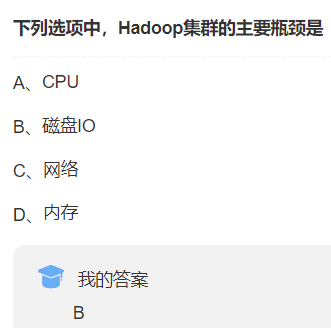 下列选项中，Hadoop集群的主要瓶颈是
A、CPU
B、磁盘IO
C、网络
D、内存
我的答案
B